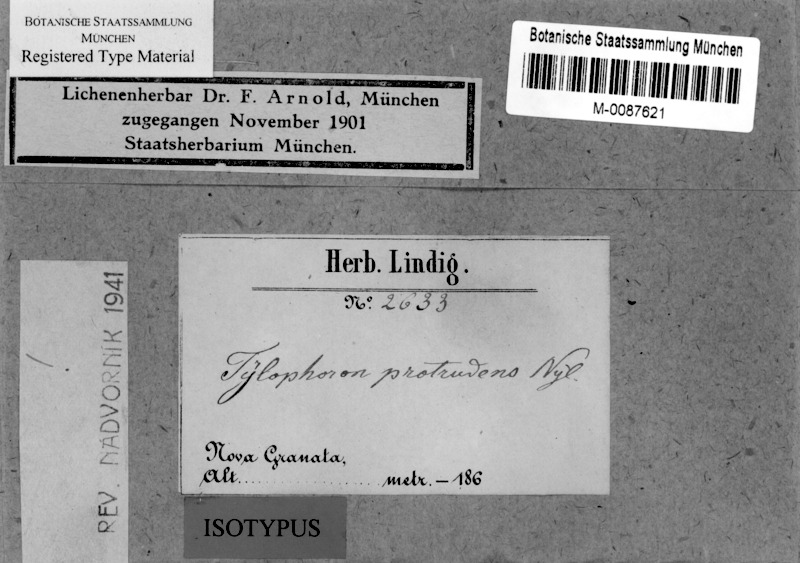 BOTANISCHE STAATSSAMMLUNG
MÜNCHEN
Registered Type Material
Lichenenherbar Dr. F. Arnold, München
zugegangen November 1901
Staatsherbarium München.
Botanische Staatssammlung München
M-0087621
Herb. Lindig.
No. 2633
Tylophoron protrudens Nyl.
Nova Granata,
Alt. metr. – 186
ISOTYPUS
REV. NÁDVORNÍK 1941